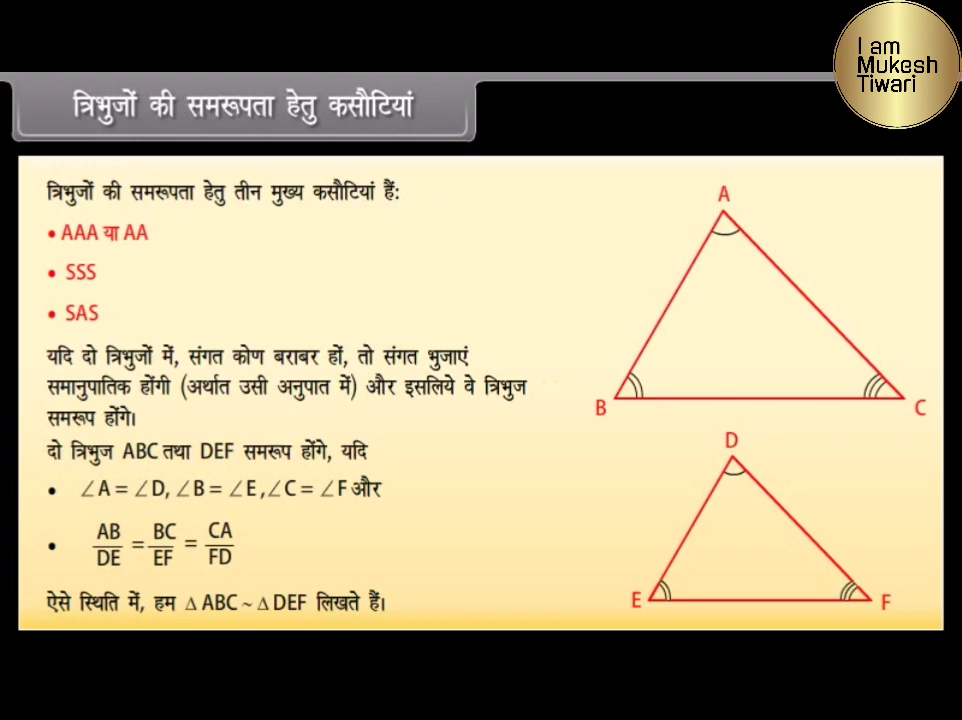 I am
Mukesh
Tiwari
त्रिभुजों की समरूपता हेतु कसौटियां
त्रिभुजों की समरूपता हेतु तीन मुख्य कसौटियां हैं:
• AAA या AA
• SSS
• SAS
यदि दो त्रिभुजों में, संगत कोण बराबर हों, तो संगत भुजाएं
समानुपातिक होंगी (अर्थात उसी अनुपात में) और इसलिये वे त्रिभुज
समरूप होंगे।
दो त्रिभुज ABC तथा DEF समरूप होंगे, यदि
• ∠A = ∠D, ∠B = ∠E ,∠C = ∠F और
• AB/DE = BC/EF = CA/FD
ऐसे स्थिति में, हम Δ ABC ~ Δ DEF लिखते हैं।
A
B
C
D
E
F